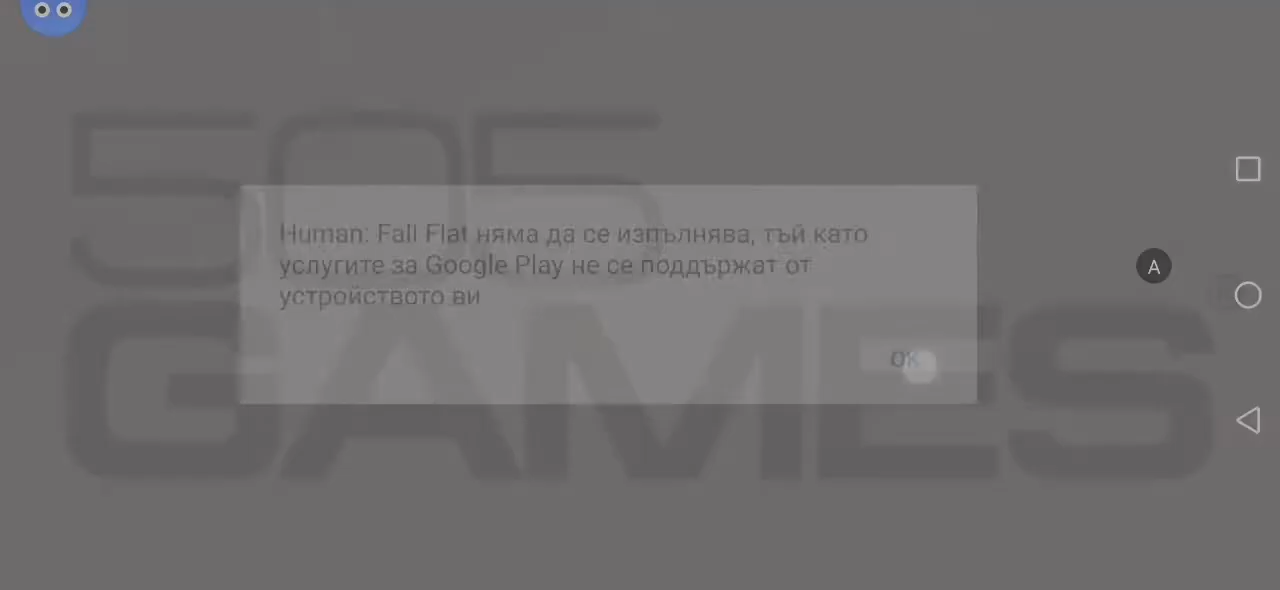 505
GAMES
Human: Fall Flat няма да се изпълнява, тъй като
услугите за Google Play не се поддържат от
устройството ви
OK
A